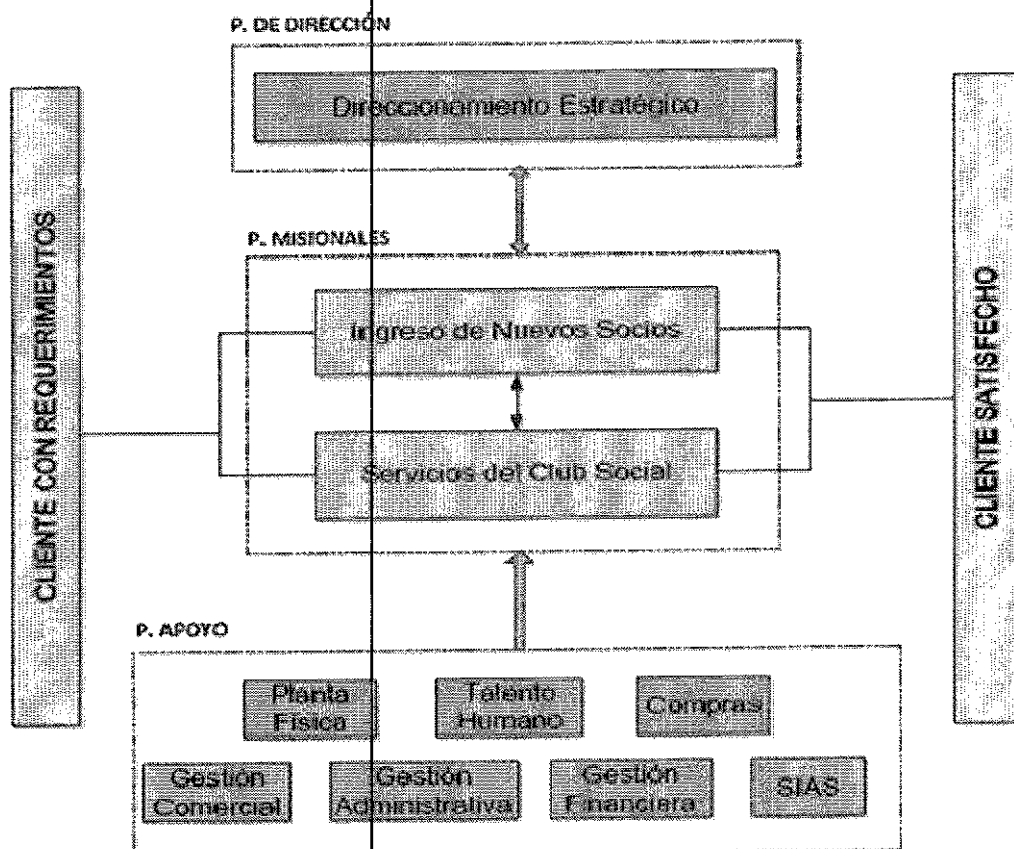 P. DE DIRECCIÓN
Direccionamiento Estratégico
CLIENTE CON REQUERIMIENTOS
P. MISIONALES
Ingreso de Nuevos Socios
Servicios del Club Social
CLIENTE SATISFECHO
P. APOYO
Planta
Física
Talento
Humano
Compras
Gestión
Comercial
Gestión
Administrativa
Gestión
Financiera
SIAS